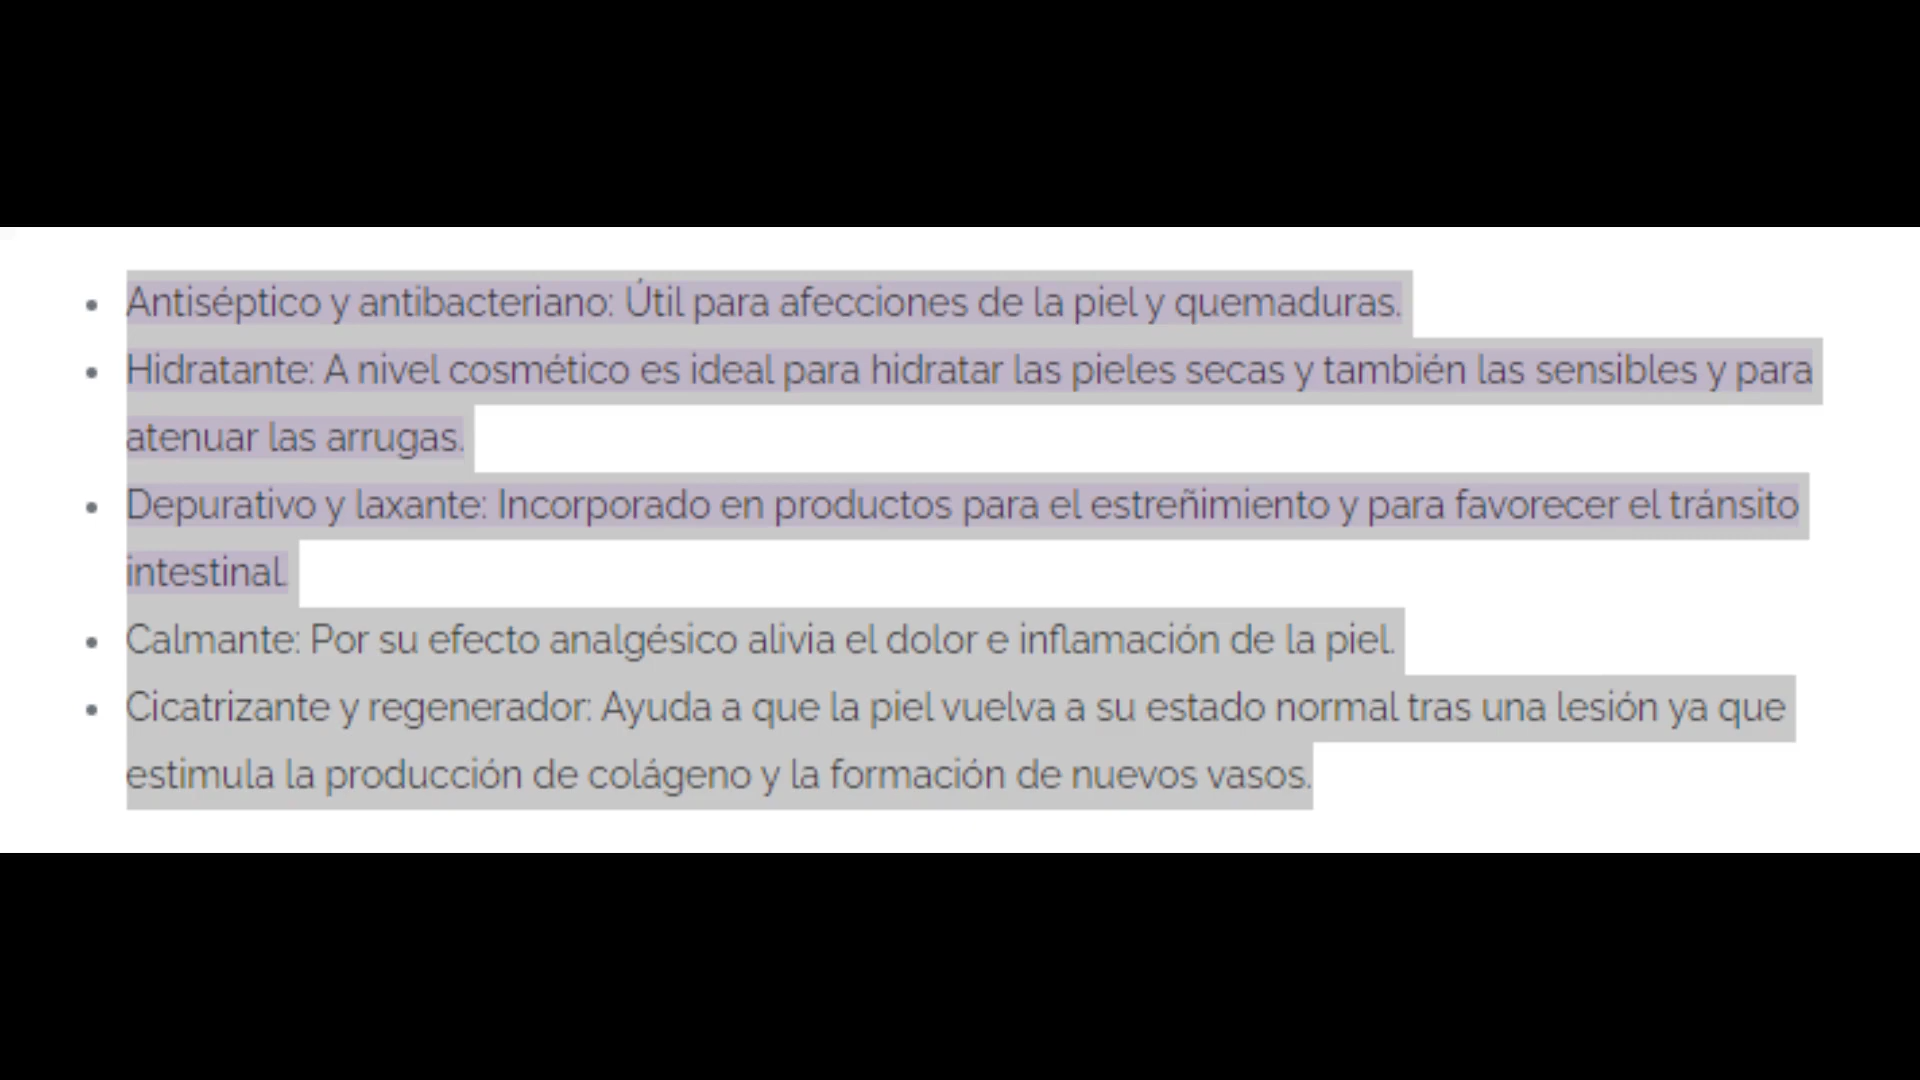 • Antiséptico y antibacteriano: Útil para afecciones de la piel y quemaduras.
• Hidratante: A nivel cosmético es ideal para hidratar las pieles secas y también las sensibles y para
atenuar las arrugas.
• Depurativo y laxante: Incorporado en productos para el estreñimiento y para favorecer el tránsito
intestinal.
• Calmante: Por su efecto analgésico alivia el dolor e inflamación de la piel.
• Cicatrizante y regenerador: Ayuda a que la piel vuelva a su estado normal tras una lesión ya que
estimula la producción de colágeno y la formación de nuevos vasos.